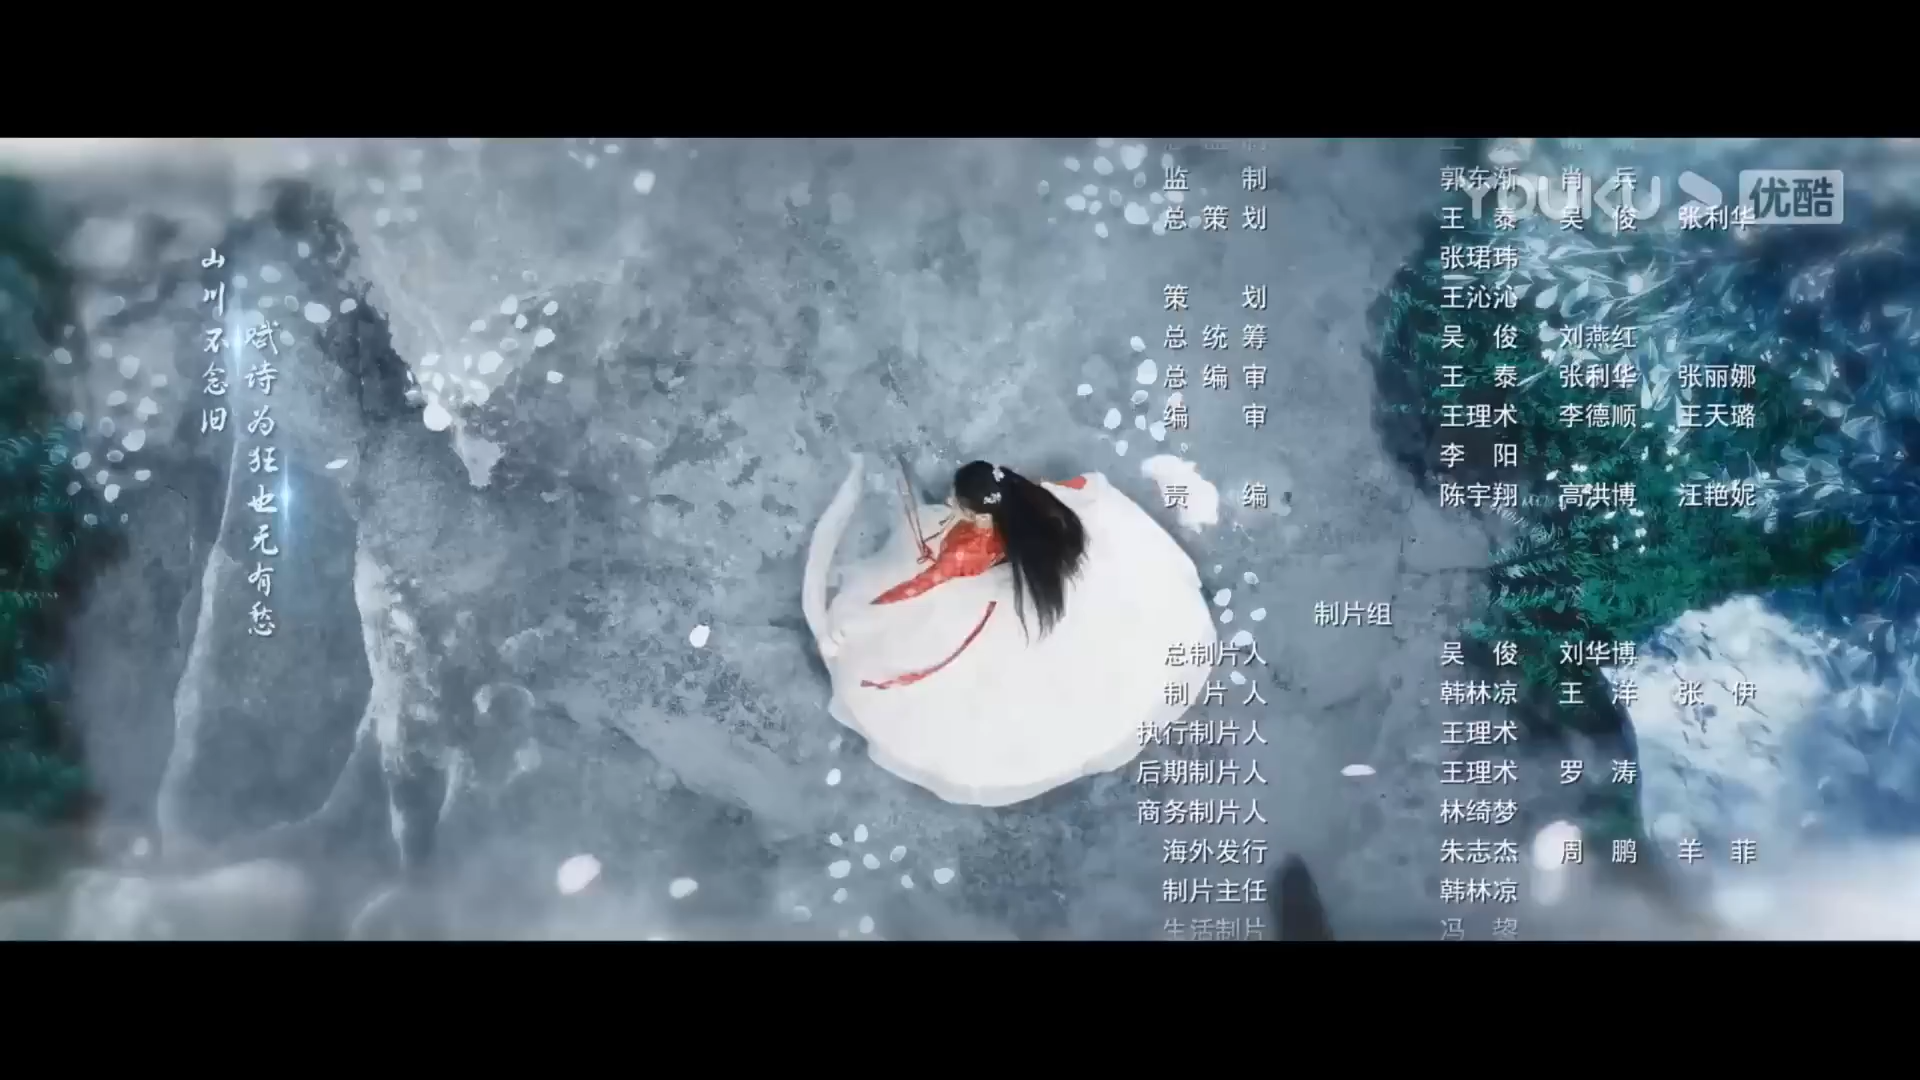 YOUKU 优酷
山川不念旧
赋诗为狂也无有愁
监制 郭东渐 肖兵
总策划 王泰 吴俊 张利华
张珺玮
策划 王沁沁
总统筹 吴俊 刘燕红
总编审 王泰 张利华 张丽娜
编审 王理术 李德顺 王天璐
李阳
责编 陈宇翔 高洪博 汪艳妮
制片组
总制片人 吴俊 刘华博
制片人 韩林凉 王洋 张伊
执行制片人 王理术
后期制片人 王理术 罗涛
商务制片人 林绮梦
海外发行 朱志杰 周鹏 羊菲
制片主任 韩林凉
生活制片 冯